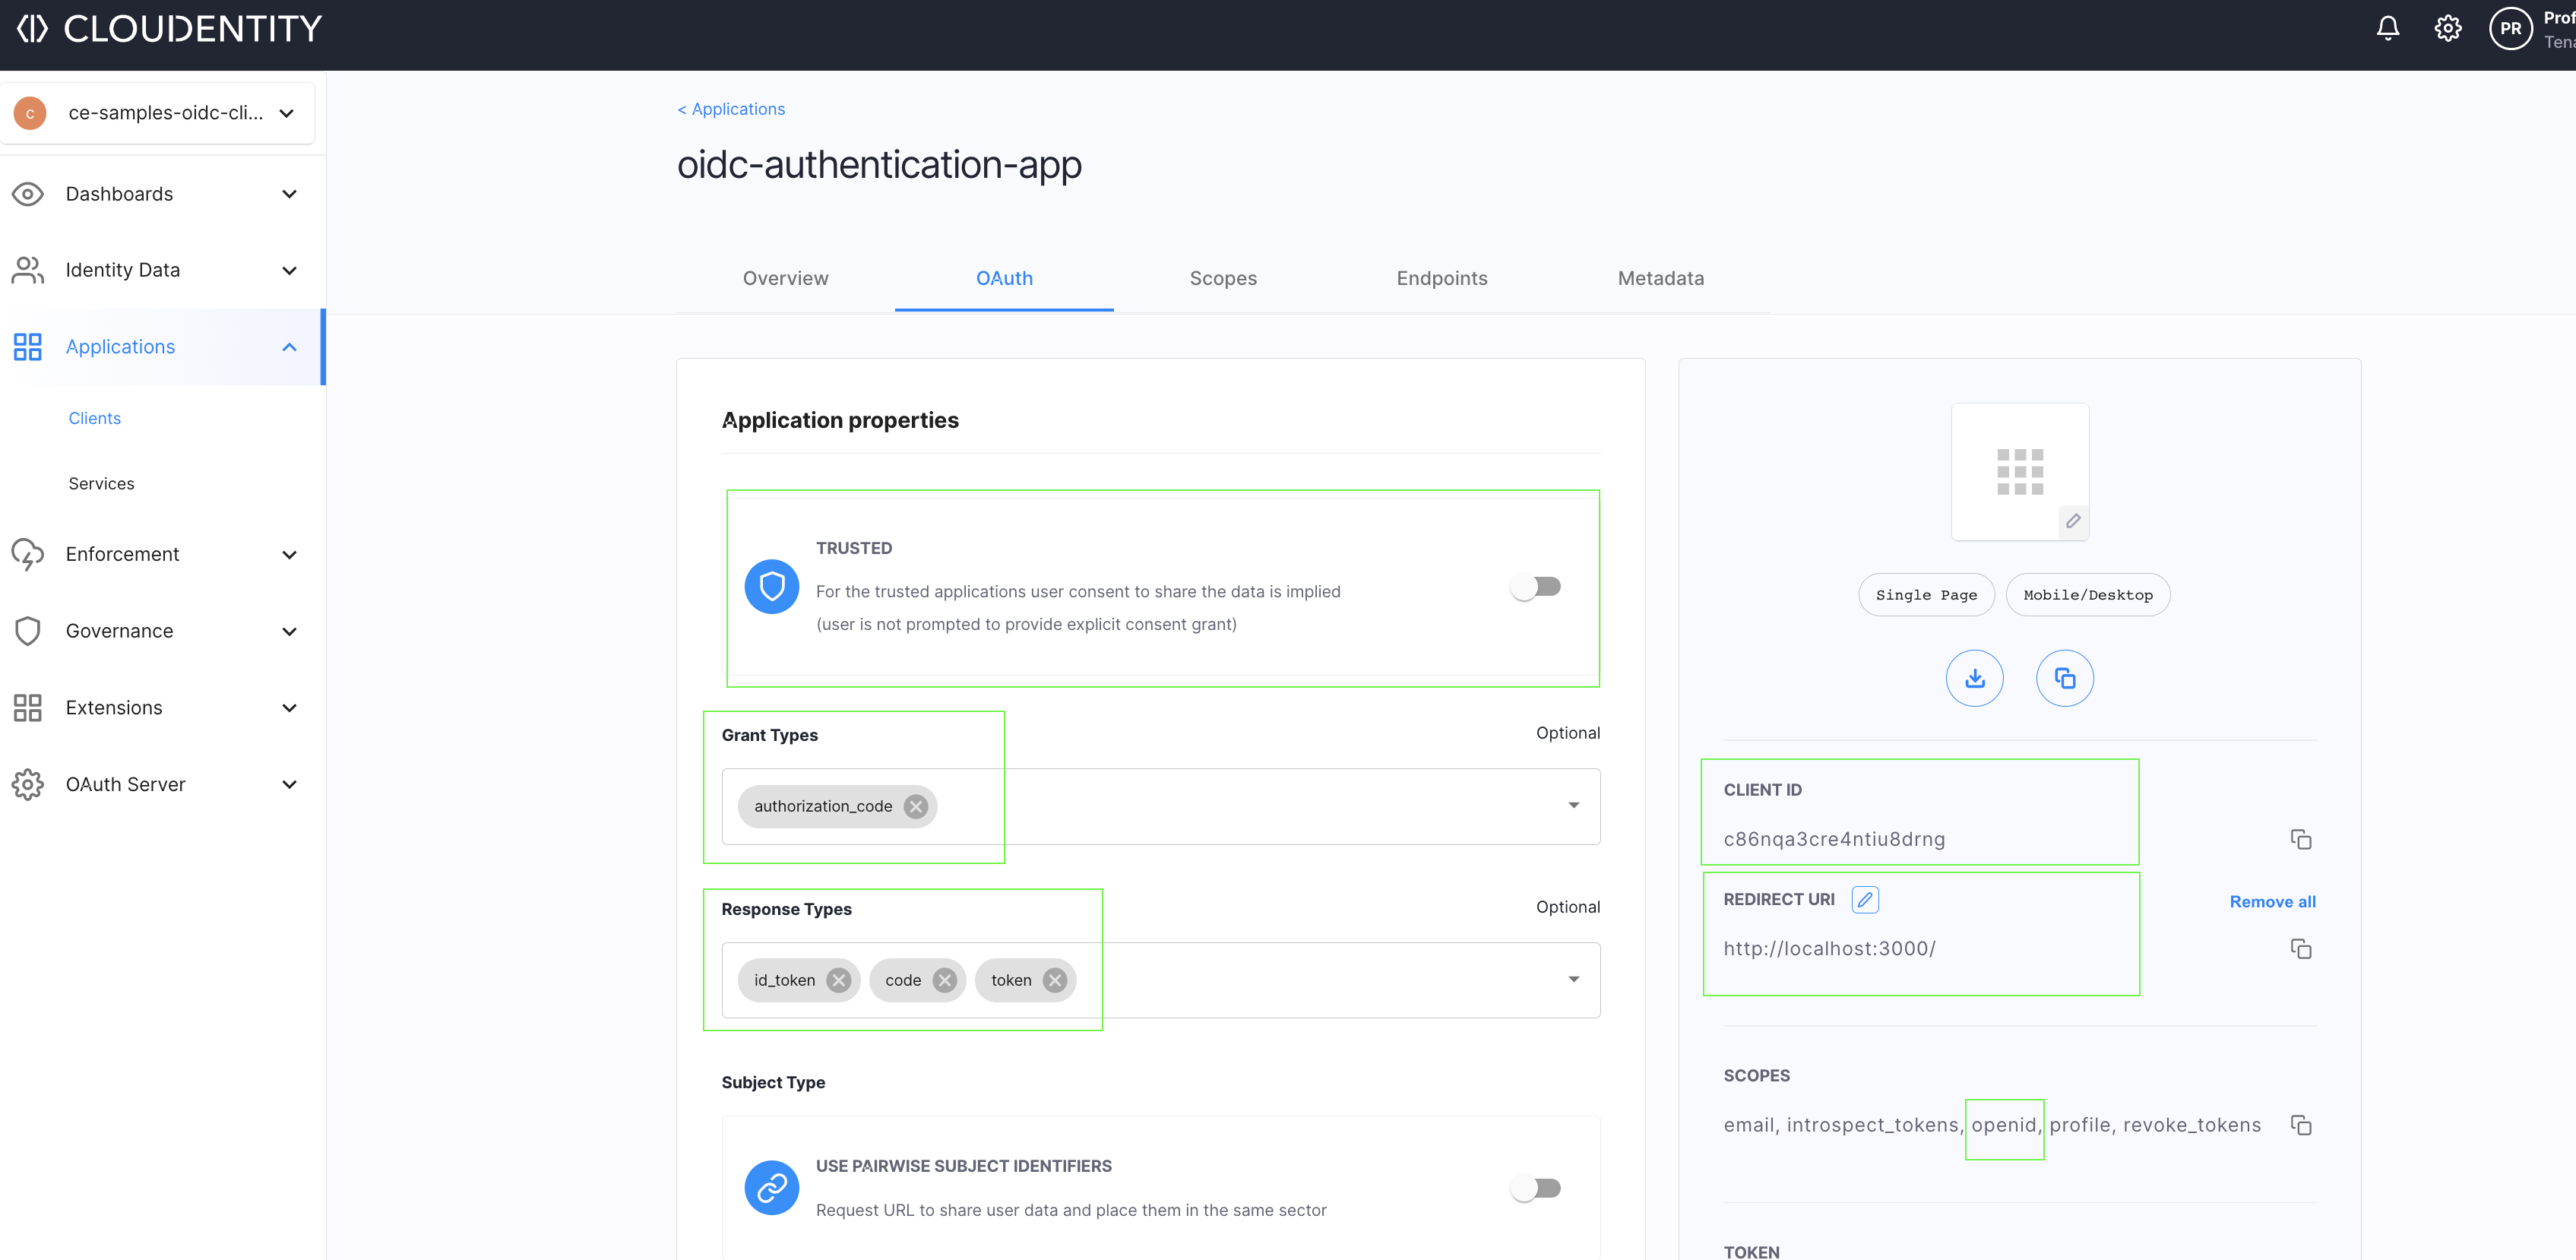 CLOUDENTITY
PR
Prof
Tena
C
ce-samples-oidc-cli...
Dashboards
Identity Data
Applications
Clients
Services
Enforcement
Governance
Extensions
OAuth Server
< Applications
oidc-authentication-app
Overview
OAuth
Scopes
Endpoints
Metadata
Application properties
TRUSTED
For the trusted applications user consent to share the data is implied
(user is not prompted to provide explicit consent grant)
Grant Types
Optional
authorization_code
Response Types
Optional
id_token
code
token
Subject Type
USE PAIRWISE SUBJECT IDENTIFIERS
Request URL to share user data and place them in the same sector
Single Page
Mobile/Desktop
CLIENT ID
c86nqa3cre4ntiu8drng
REDIRECT URI
Remove all
http://localhost:3000/
SCOPES
email, introspect_tokens, openid, profile, revoke_tokens
TOKEN